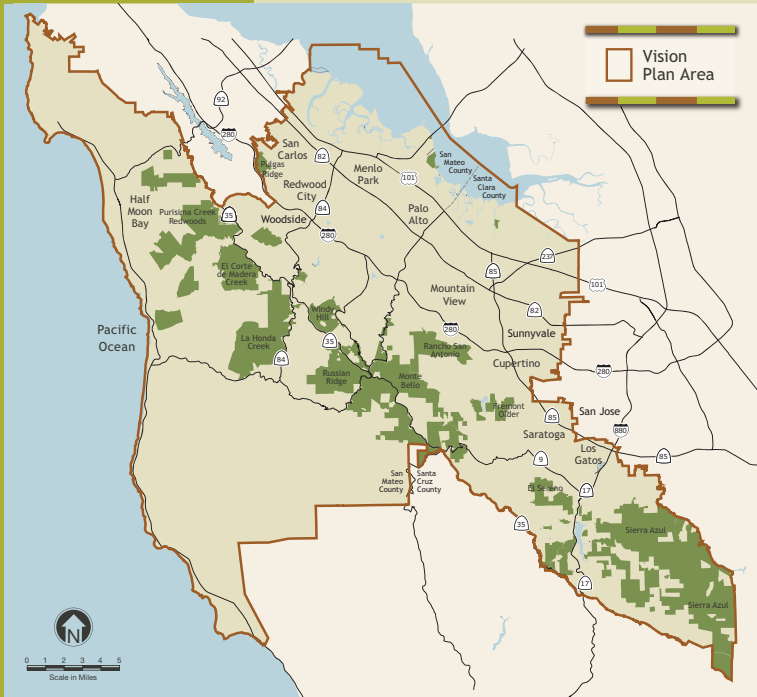 Vision
Plan Area
92
280
San
Carlos
Pulgas
Ridge
82
Menlo
Park
101
San
Mateo
County
Santa
Clara
County
Redwood
City
84
Palo
Alto
Half
Moon
Bay
Purisima Creek
Redwoods
35
Woodside
280
237
85
101
El Corte
de Madera
Creek
Mountain
View
82
Windy
Hill
280
Sunnyvale
Pacific
Ocean
La Honda
Creek
35
Rancho San
Antonio
84
Cupertino
280
Russian
Ridge
Monte
Bello
Fremont
Older
85
San Jose
880
Saratoga
Los
Gatos
85
9
San
Mateo
County
Santa
Cruz
County
El Sereno
17
35
Sierra Azul
17
Sierra Azul
N
0 1 2 3 4 5
Scale in Miles